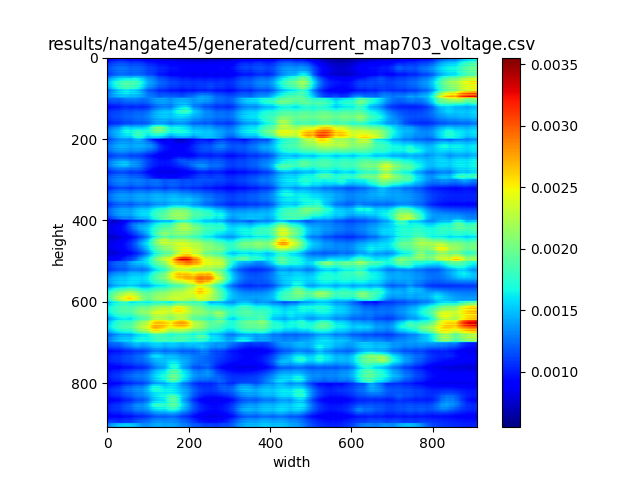 results/nangate45/generated/current_map703_voltage.csv
0
200
400
600
800
height
0 200 400 600 800
width
0.0035
0.0030
0.0025
0.0020
0.0015
0.0010